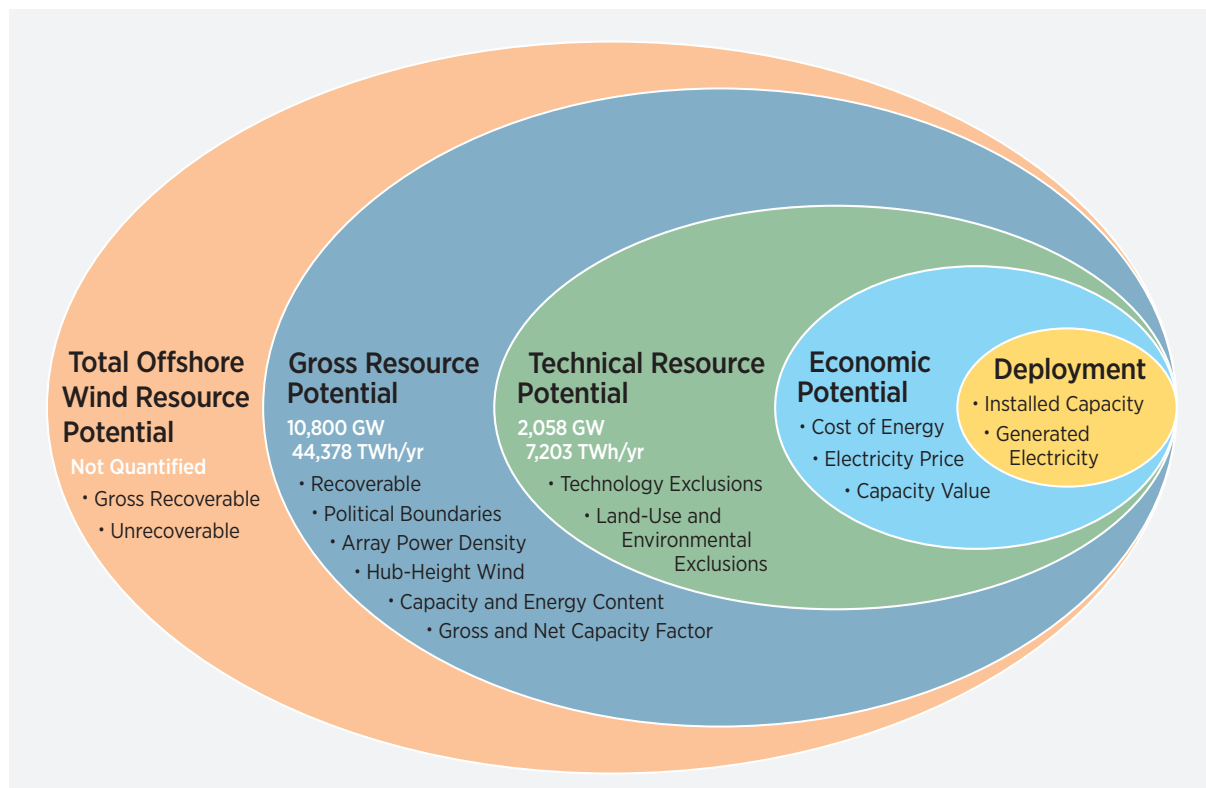 Total Offshore
Wind Resource
Potential
Not Quantified
• Gross Recoverable
• Unrecoverable
Gross Resource
Potential
10,800 GW
44,378 TWh/yr
• Recoverable
• Political Boundaries
• Array Power Density
• Hub-Height Wind
• Capacity and Energy Content
• Gross and Net Capacity Factor
Technical Resource
Potential
2,058 GW
7,203 TWh/yr
• Technology Exclusions
• Land-Use and
Environmental
Exclusions
Economic
Potential
• Cost of Energy
• Electricity Price
• Capacity Value
Deployment
• Installed Capacity
• Generated
Electricity